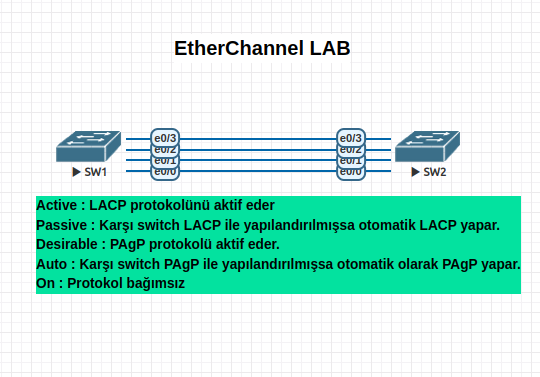 EtherChannel LAB
e0/3 e0/3
e0/2 e0/2
e0/1 e0/1
e0/0 e0/0
SW1 SW2
Active : LACP protokolünü aktif eder
Passive : Karşı switch LACP ile yapılandırılmışsa otomatik LACP yapar.
Desirable : PAgP protokolü aktif eder.
Auto : Karşı switch PAgP ile yapılandırılmışsa otomatik olarak PAgP yapar.
On : Protokol bağımsız